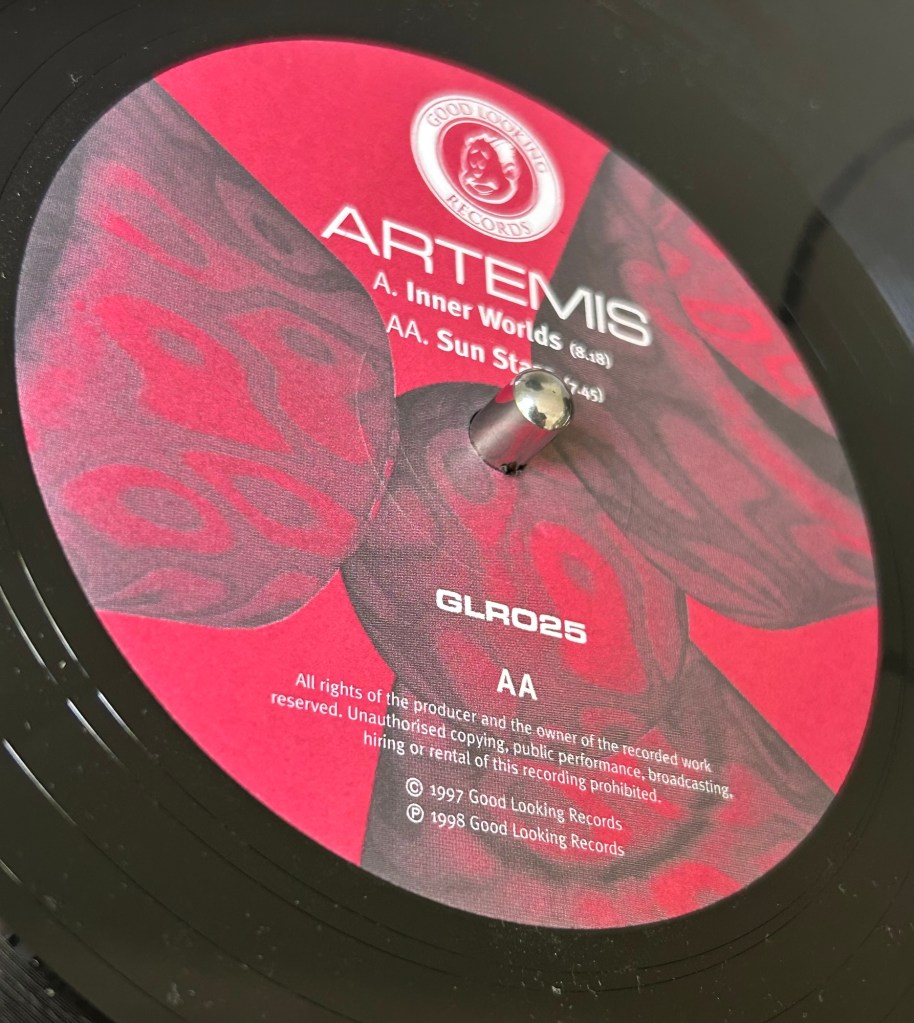 GOOD LOOKING
RECORDS
ARTEMIS
A. Inner Worlds (8.18)
AA. Sun (7.45)
GLR025
AA
All rights of the producer and the owner of the recorded work
reserved. Unauthorised copying, public performance, broadcasting,
hiring or rental of this recording prohibited.
© 1997 Good Looking Records
℗ 1998 Good Looking Records